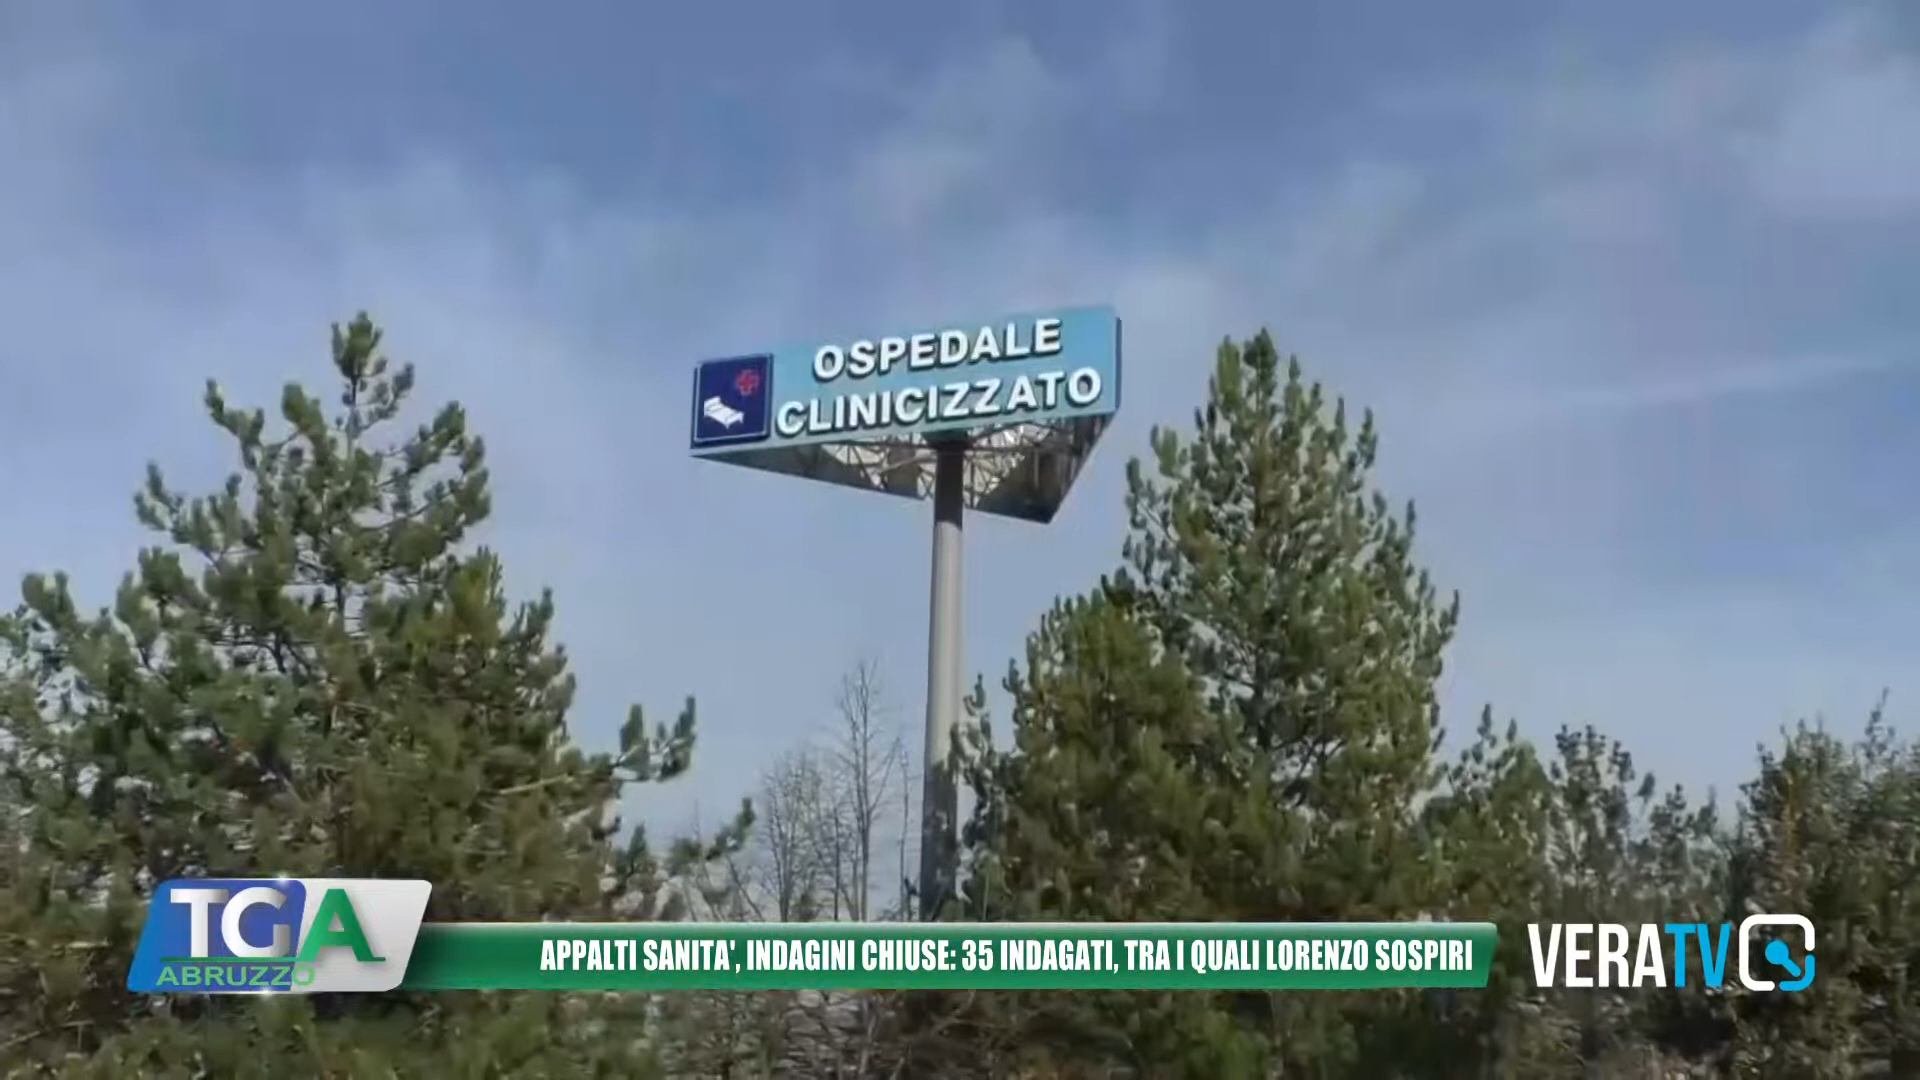 OSPEDALE
CLINICIZZATO
TGA
ABRUZZO
APPALTI SANITA', INDAGINI CHIUSE: 35 INDAGATI, TRA I QUALI LORENZO SOSPIRI
VERATV